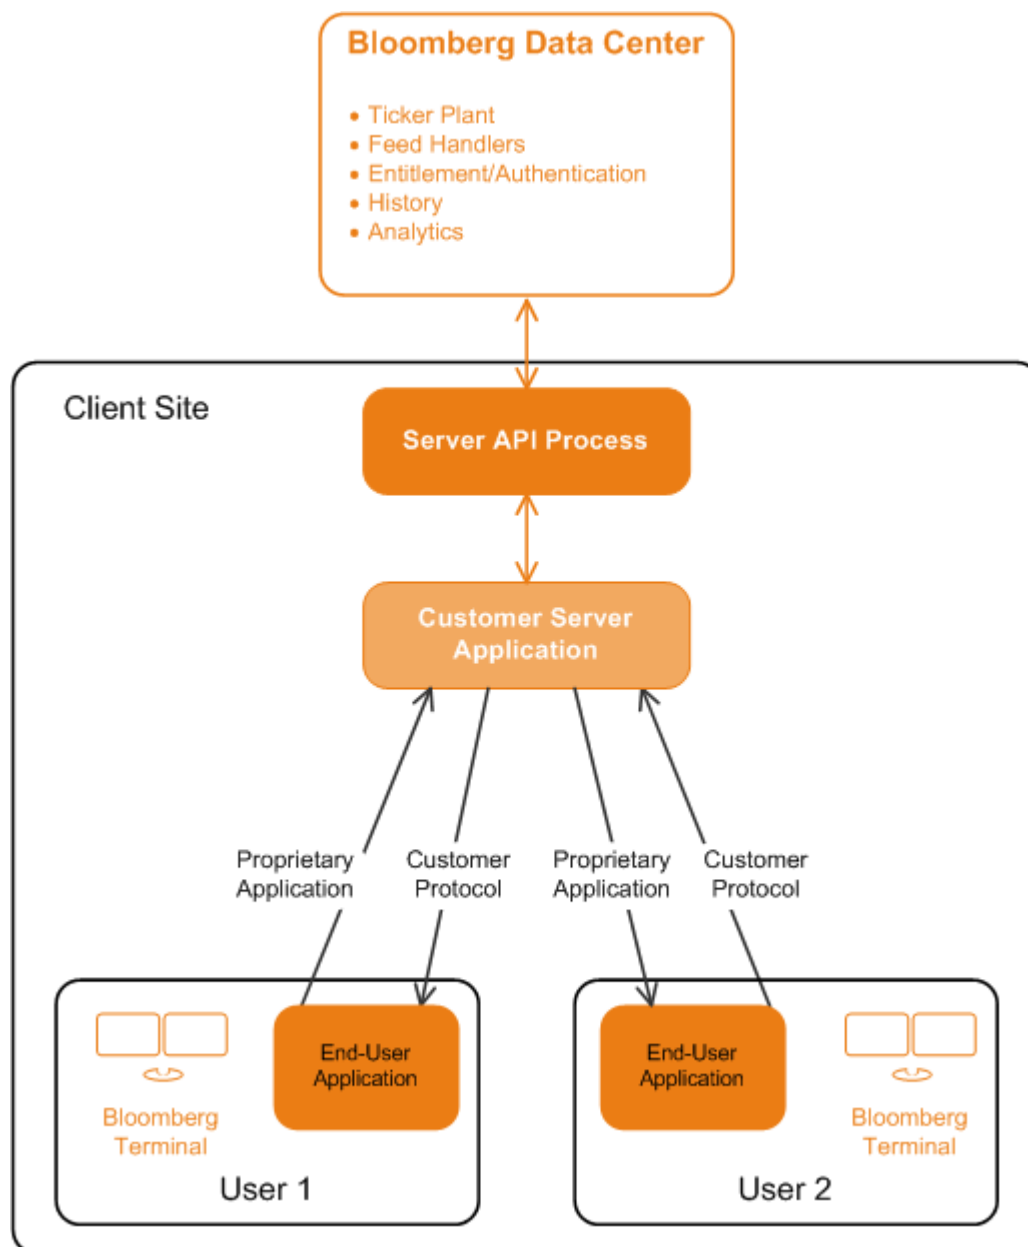 Bloomberg Data Center
• Ticker Plant
• Feed Handlers
• Entitlement/Authentication
• History
• Analytics
Client Site
Server API Process
Customer Server
Application
Proprietary
Application
Customer
Protocol
Proprietary
Application
Customer
Protocol
Bloomberg
Terminal
End-User
Application
User 1
End-User
Application
Bloomberg
Terminal
User 2